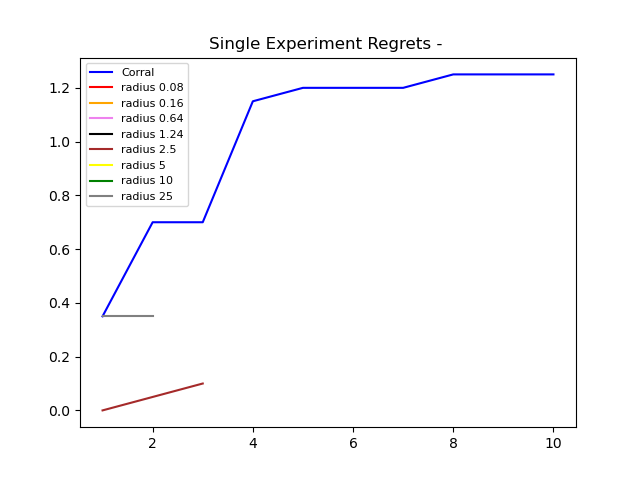 Single Experiment Regrets -
Corral
radius 0.08
radius 0.16
radius 0.64
radius 1.24
radius 2.5
radius 5
radius 10
radius 25
1.2
1.0
0.8
0.6
0.4
0.2
0.0
2 4 6 8 10